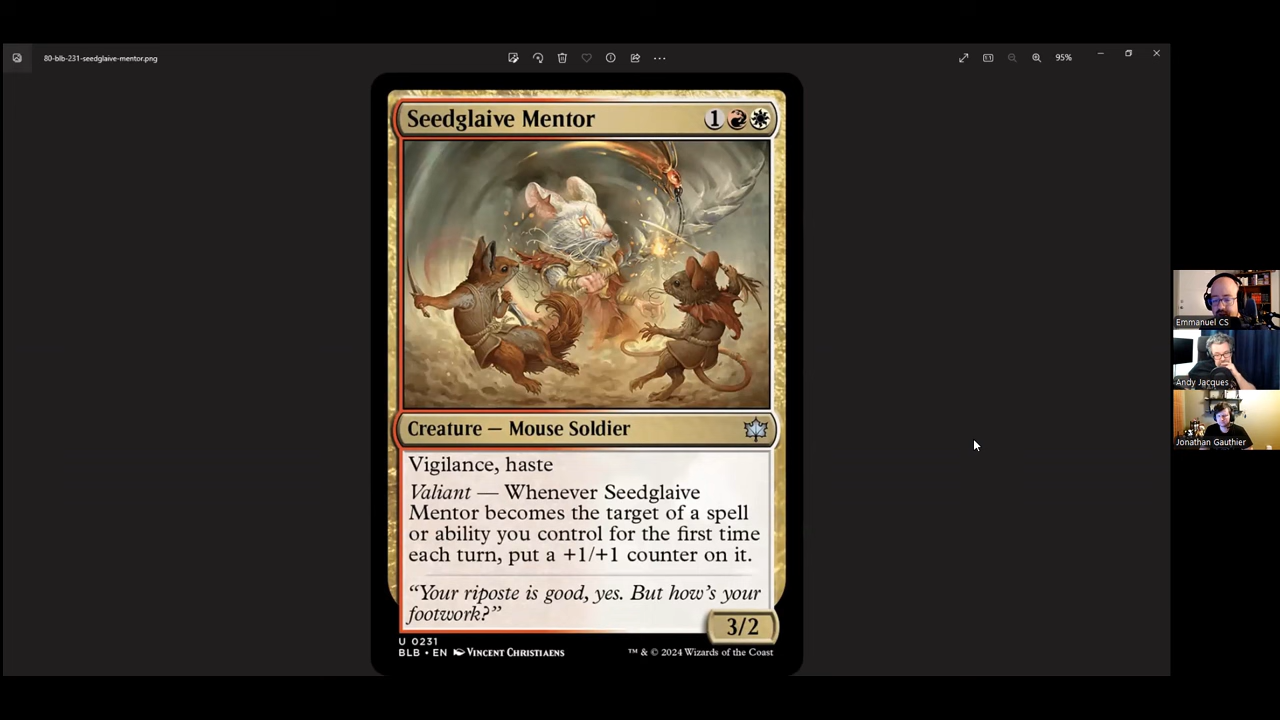 80-blb-231-seedglaive-mentor.png
95%
Seedglaive Mentor
1
Creature — Mouse Soldier
Vigilance, haste
Valiant — Whenever Seedglaive
Mentor becomes the target of a spell
or ability you control for the first time
each turn, put a +1/+1 counter on it.
“Your riposte is good, yes. But how’s your
footwork?”
3/2
U 0231
BLB • EN VINCENT CHRISTIAENS
™ & © 2024 Wizards of the Coast
Emmanuel CS
Andy Jacques
Jonathan Gauthier